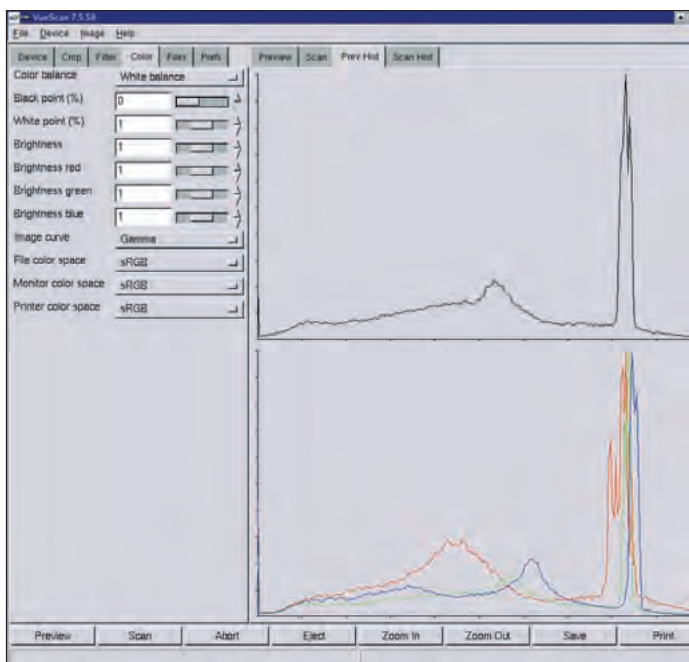 VueScan 7.5.58
File Device Image Help
Device Crop Filter Color Files Prefs Preview Scan Prev Hist Scan Hist
Color balance White balance
Black point (%) 0
White point (%) 1
Brightness 1
Brightness red 1
Brightness green 1
Brightness blue 1
Image curve Gamma
File color space sRGB
Monitor color space sRGB
Printer color space sRGB
Preview Scan Abort Eject Zoom In Zoom Out Save Print